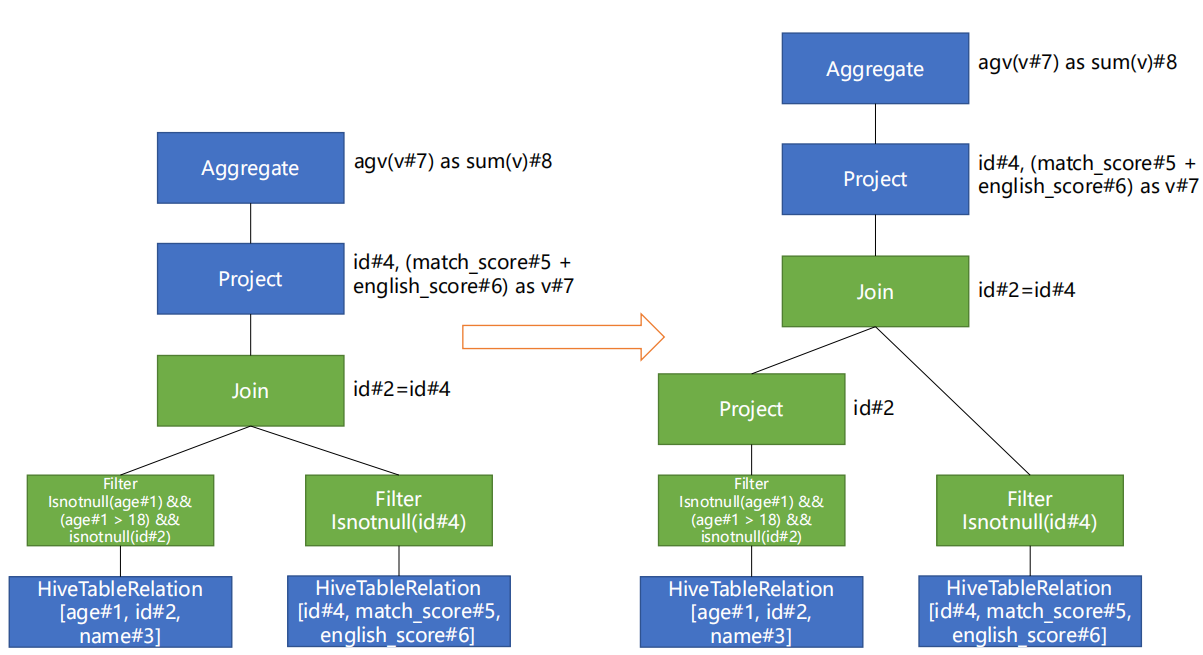 Aggregate
agv(v#7) as sum(v)#8
Project
id#4, (match_score#5 +
english_score#6) as v#7
Join
id#2=id#4
Filter
Isnotnull(age#1) &&
(age#1 > 18) &&
isnotnull(id#2)
Filter
Isnotnull(id#4)
HiveTableRelation
[age#1, id#2,
name#3]
HiveTableRelation
[id#4, match_score#5,
english_score#6]
Aggregate
agv(v#7) as sum(v)#8
Project
id#4, (match_score#5 +
english_score#6) as v#7
Join
id#2=id#4
Project
id#2
Filter
Isnotnull(age#1) &&
(age#1 > 18) &&
isnotnull(id#2)
Filter
Isnotnull(id#4)
HiveTableRelation
[age#1, id#2,
name#3]
HiveTableRelation
[id#4, match_score#5,
english_score#6]